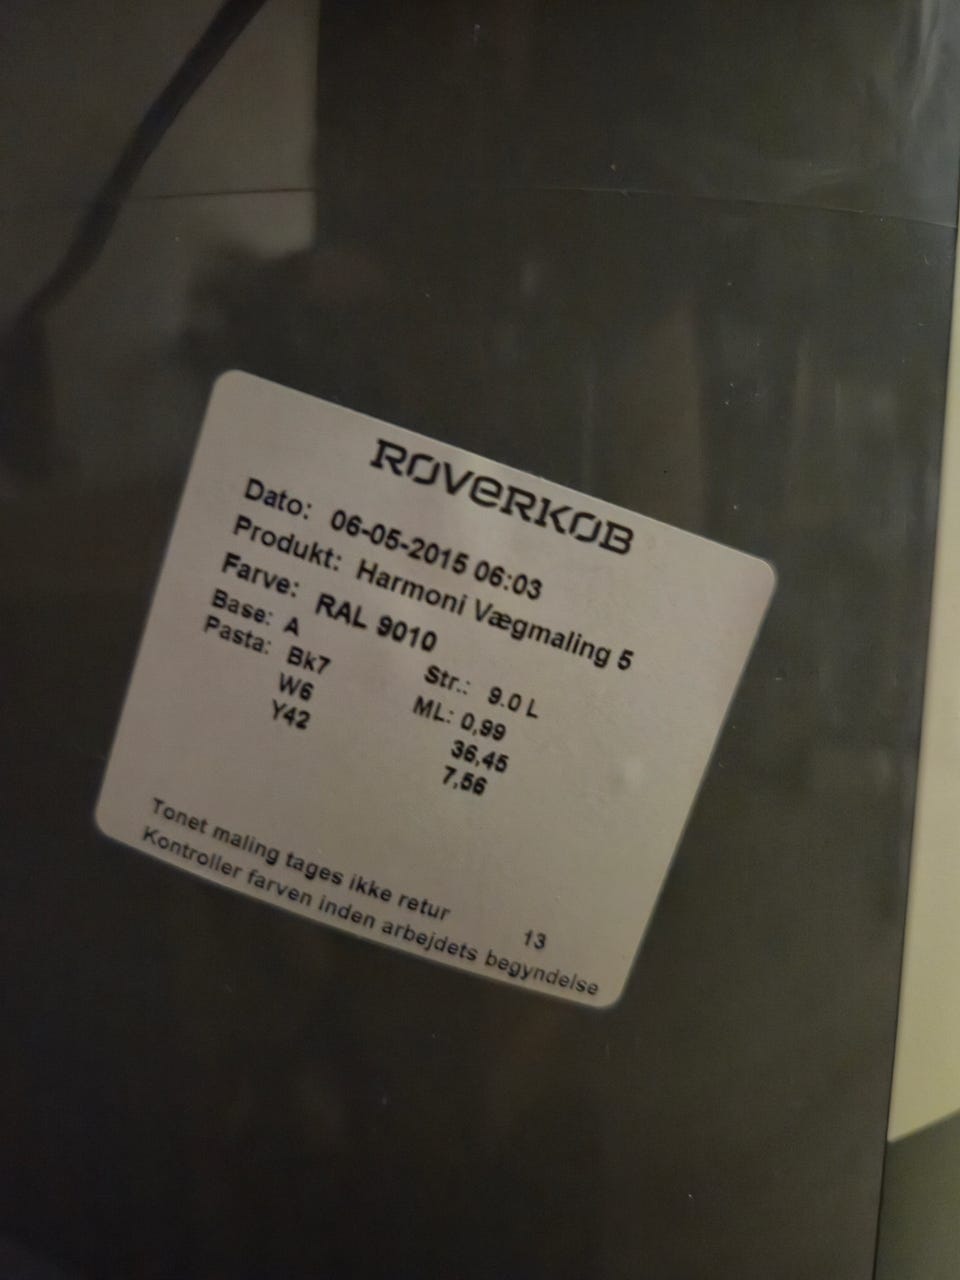 RØVERKØB
Dato: 06-05-2015 06:03
Produkt: Harmoni Vægmaling 5
Farve: RAL 9010
Base: A Str.: 9.0 L
Pasta: Bk7 ML: 0,99
W6 36,45
Y42 7,56
Tonet maling tages ikke retur 13
Kontroller farven inden arbejdets begyndelse